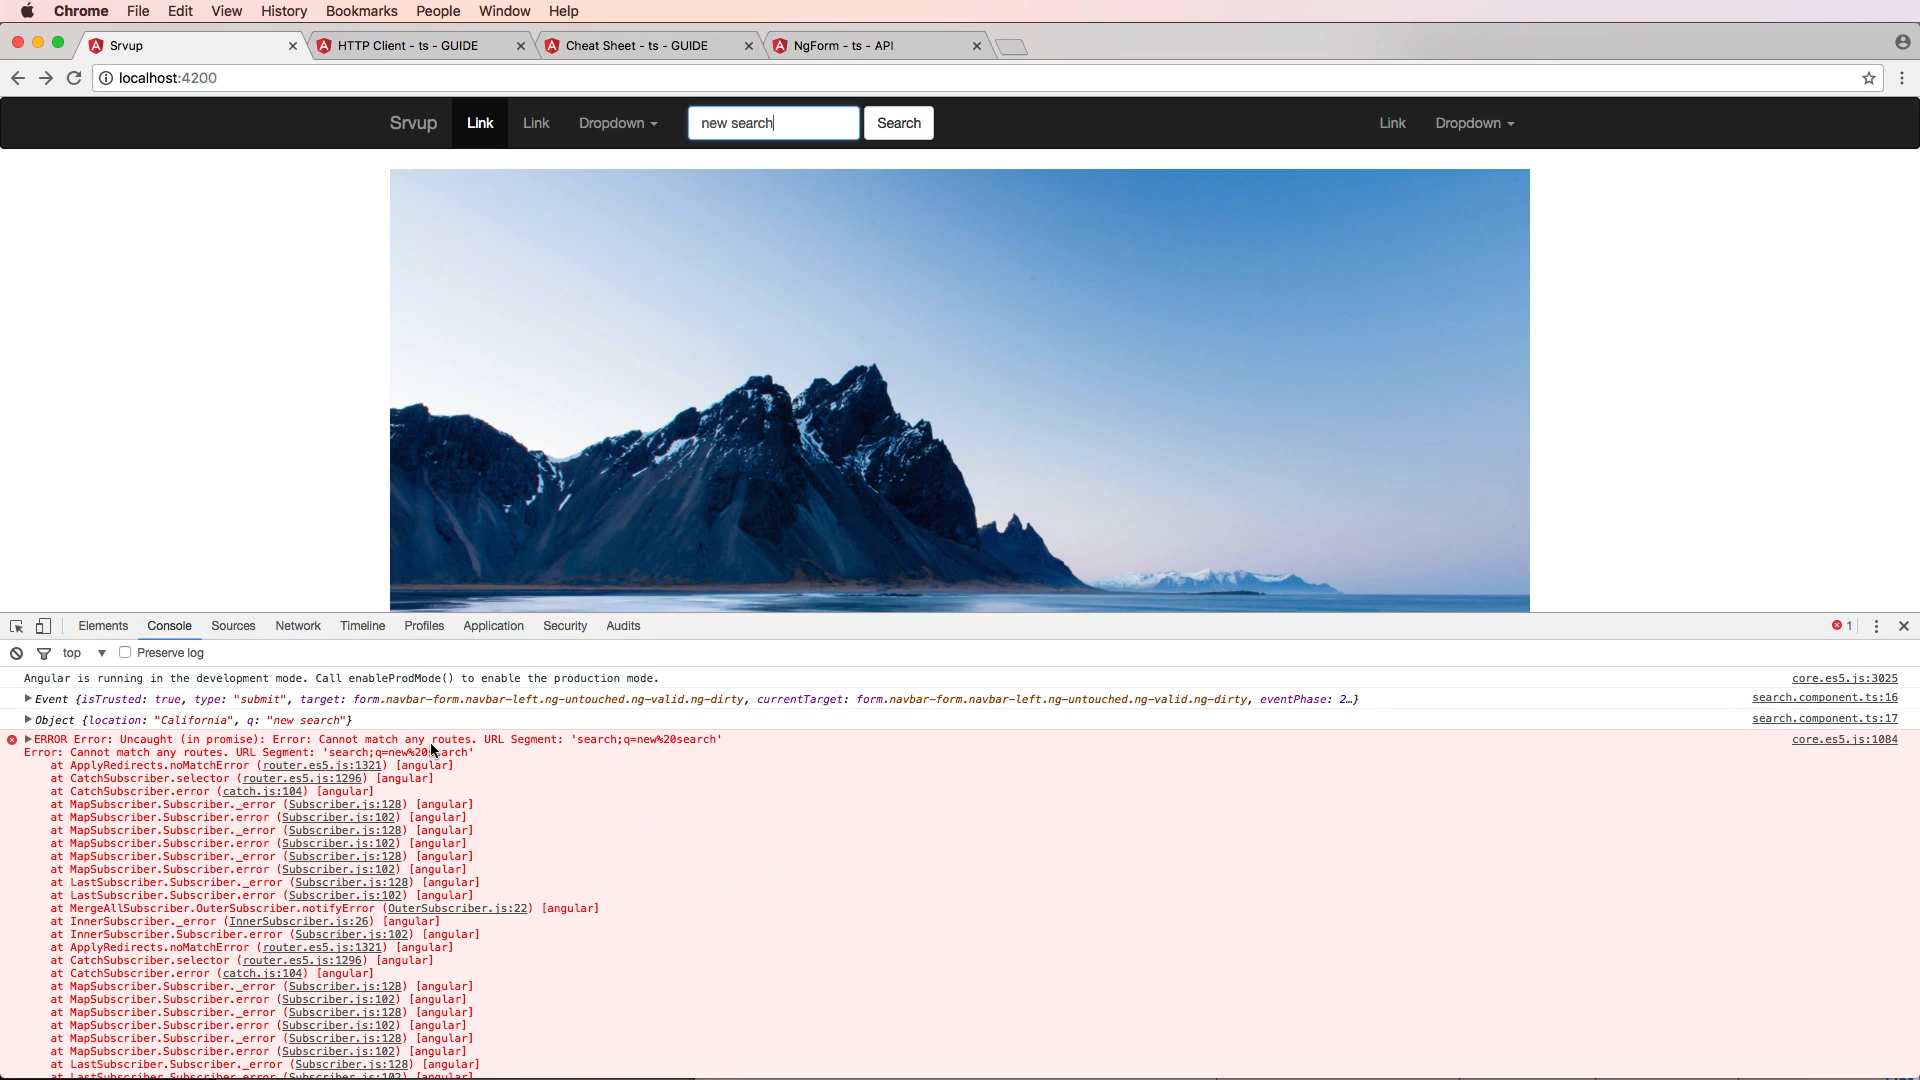 Chrome File Edit View History Bookmarks People Window Help
Srvup HTTP Client - ts - GUIDE Cheat Sheet - ts - GUIDE NgForm - ts - API
localhost:4200
Srvup Link Link Dropdown new search Search Link Dropdown
Elements Console Sources Network Timeline Profiles Application Security Audits 1
top Preserve log
Angular is running in the development mode. Call enableProdMode() to enable the production mode. core.es5.js:3025
Event {isTrusted: true, type: "submit", target: form.navbar-form.navbar-left.ng-untouched.ng-valid.ng-dirty, currentTarget: form.navbar-form.navbar-left.ng-untouched.ng-valid.ng-dirty, eventPhase: 2…} search.component.ts:16
Object {location: "California", q: "new search"} search.component.ts:17
ERROR Error: Uncaught (in promise): Error: Cannot match any routes. URL Segment: 'search;q=new%20search' core.es5.js:1084
Error: Cannot match any routes. URL Segment: 'search;q=new%20search'
at ApplyRedirects.noMatchError (router.es5.js:1321) [angular]
at CatchSubscriber.selector (router.es5.js:1296) [angular]
at CatchSubscriber.error (catch.js:104) [angular]
at MapSubscriber.Subscriber._error (Subscriber.js:128) [angular]
at MapSubscriber.Subscriber.error (Subscriber.js:102) [angular]
at MapSubscriber.Subscriber._error (Subscriber.js:128) [angular]
at MapSubscriber.Subscriber.error (Subscriber.js:102) [angular]
at MapSubscriber.Subscriber._error (Subscriber.js:128) [angular]
at MapSubscriber.Subscriber.error (Subscriber.js:102) [angular]
at LastSubscriber.Subscriber._error (Subscriber.js:128) [angular]
at LastSubscriber.Subscriber.error (Subscriber.js:102) [angular]
at MergeAllSubscriber.OuterSubscriber.notifyError (OuterSubscriber.js:22) [angular]
at InnerSubscriber._error (InnerSubscriber.js:26) [angular]
at InnerSubscriber.Subscriber.error (Subscriber.js:102) [angular]
at ApplyRedirects.noMatchError (router.es5.js:1321) [angular]
at CatchSubscriber.selector (router.es5.js:1296) [angular]
at CatchSubscriber.error (catch.js:104) [angular]
at MapSubscriber.Subscriber._error (Subscriber.js:128) [angular]
at MapSubscriber.Subscriber.error (Subscriber.js:102) [angular]
at MapSubscriber.Subscriber._error (Subscriber.js:128) [angular]
at MapSubscriber.Subscriber.error (Subscriber.js:102) [angular]
at MapSubscriber.Subscriber._error (Subscriber.js:128) [angular]
at MapSubscriber.Subscriber.error (Subscriber.js:102) [angular]
at LastSubscriber.Subscriber._error (Subscriber.js:128) [angular]
at LastSubscriber.Subscriber.error (Subscriber.js:102) [angular]